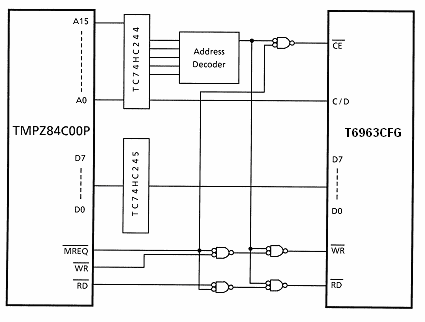 A15
TC74HC244
Address
Decoder
CE
A0
C / D
TMPZ84C00P
T6963CFG
D7
TC74HC245
D7
D0
D0
MREQ
WR
WR
RD
RD